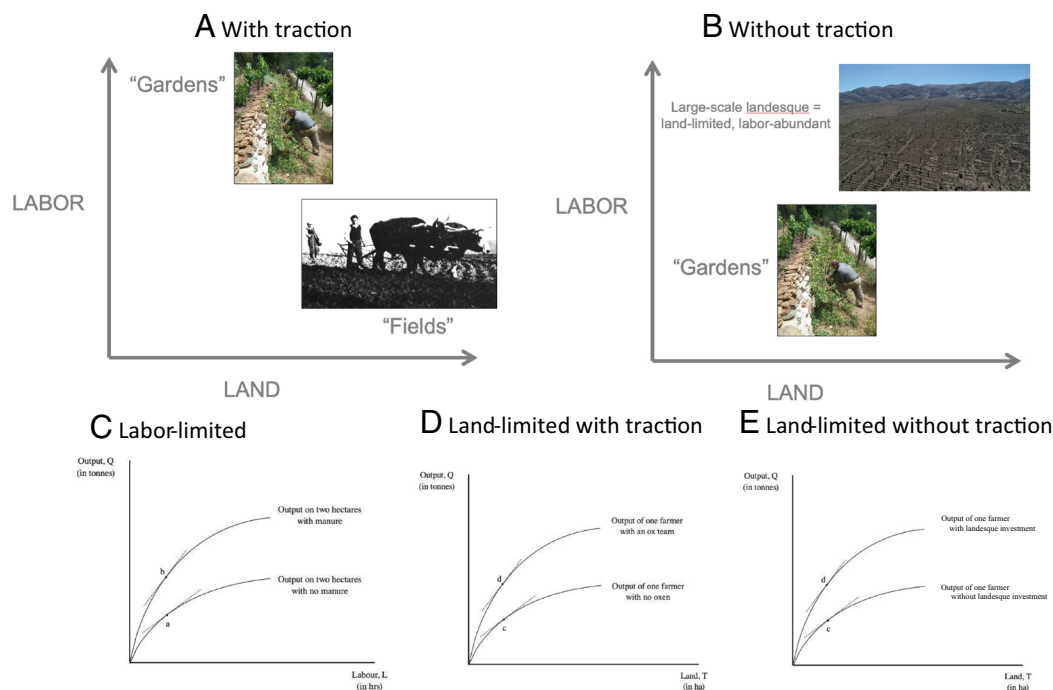 A With traction
"Gardens"
LABOR
"Fields"
LAND
B Without traction
Large-scale landesque =
land-limited, labor-abundant
LABOR
"Gardens"
LAND
C Labor-limited
Output, Q
(in tonnes)
Output on two hectares
with manure
b
Output on two hectares
with no manure
a
Labour, L
(in hrs)
D Land-limited with traction
Output, Q
(in tonnes)
Output of one farmer
with an ox team
d
Output of one farmer
with no oxen
c
Land, T
(in ha)
E Land-limited without traction
Output, Q
(in tonnes)
Output of one farmer
with landesque investment
d
Output of one farmer
without landesque investment
c
Land, T
(in ha)